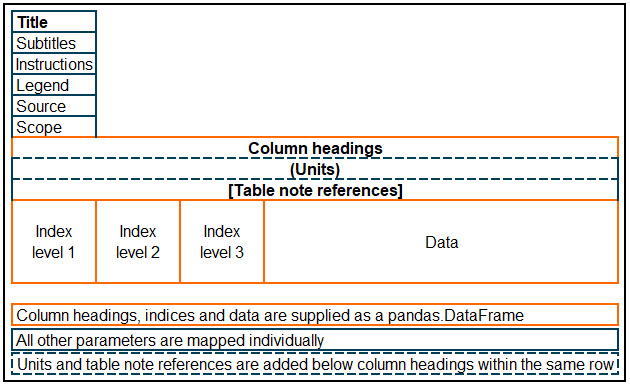 Title
Subtitles
Instructions
Legend
Source
Scope
Column headings
(Units)
[Table note references]
Index level 1
Index level 2
Index level 3
Data
Column headings, indices and data are supplied as a pandas.DataFrame
All other parameters are mapped individually
Units and table note references are added below column headings within the same row